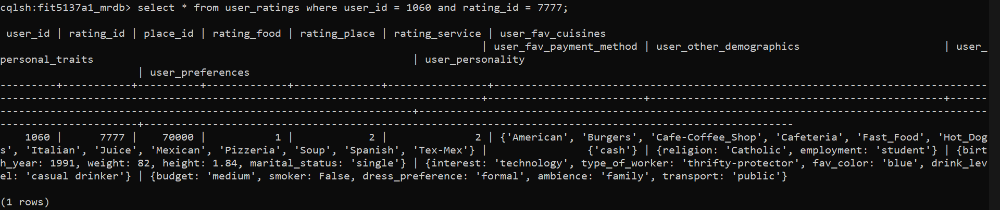 cqlsh:fit5137a1_mrdb> select * from user_ratings where user_id = 1060 and rating_id = 7777;
 user_id | rating_id | place_id | rating_food | rating_place | rating_service | user_fav_cuisines
                                                                             | user_fav_payment_method | user_other_demographics                       | user_
personal_traits                                                   | user_personality
                      | user_preferences
---------+-----------+----------+-------------+--------------+----------------+-------------------------------------------------------------------------------
-----------------------------------------------------------------------------+-------------------------+-----------------------------------------------+------
------------------------------------------------------------------+-------------------------------------------------------------------------------------------
----------------------+--------------------------------------------------------------------------------------------------------
    1060 |      7777 |    70000 |           1 |            2 |              2 | {'American', 'Burgers', 'Cafe-Coffee_Shop', 'Cafeteria', 'Fast_Food', 'Hot_Dog
s', 'Italian', 'Juice', 'Mexican', 'Pizzeria', 'Soup', 'Spanish', 'Tex-Mex'} |                {'cash'} | {religion: 'Catholic', employment: 'student'} | {birt
h_year: 1991, weight: 82, height: 1.84, marital_status: 'single'} | {interest: 'technology', type_of_worker: 'thrifty-protector', fav_color: 'blue', drink_lev
el: 'casual drinker'} | {budget: 'medium', smoker: False, dress_preference: 'formal', ambience: 'family', transport: 'public'}
(1 rows)